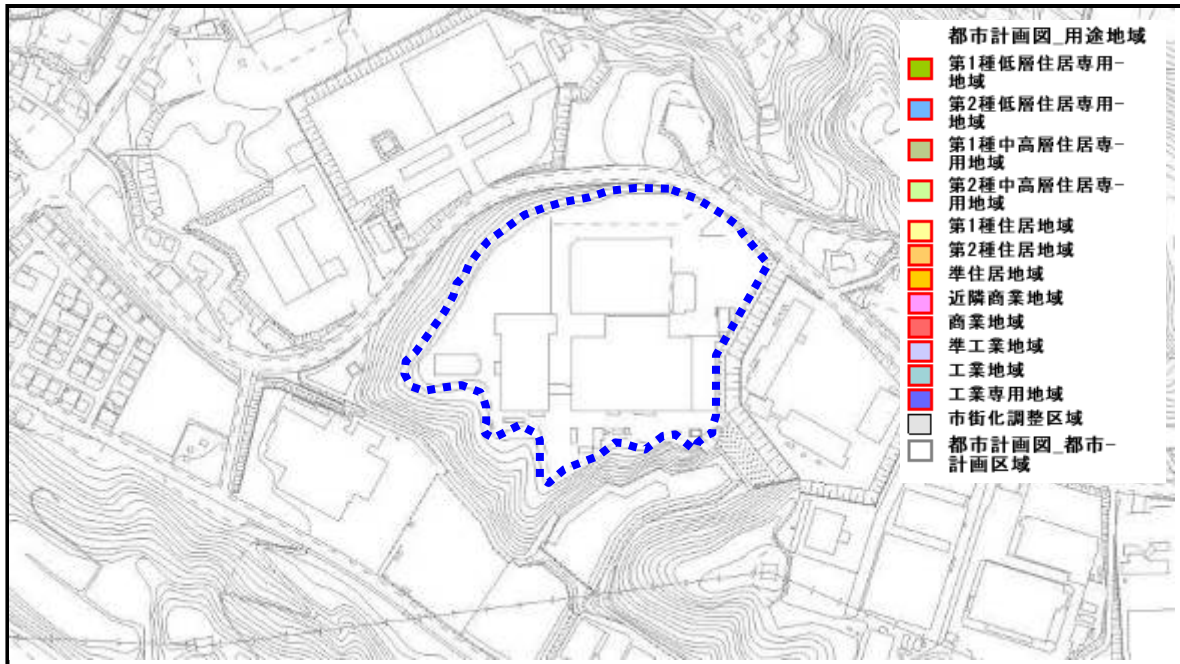 都市計画図_用途地域
第1種低層住居専用-
地域
第2種低層住居専用-
地域
第1種中高層住居専-
用地域
第2種中高層住居専-
用地域
第1種住居地域
第2種住居地域
準住居地域
近隣商業地域
商業地域
準工業地域
工業地域
工業専用地域
市街化調整区域
都市計画図_都市-
計画区域